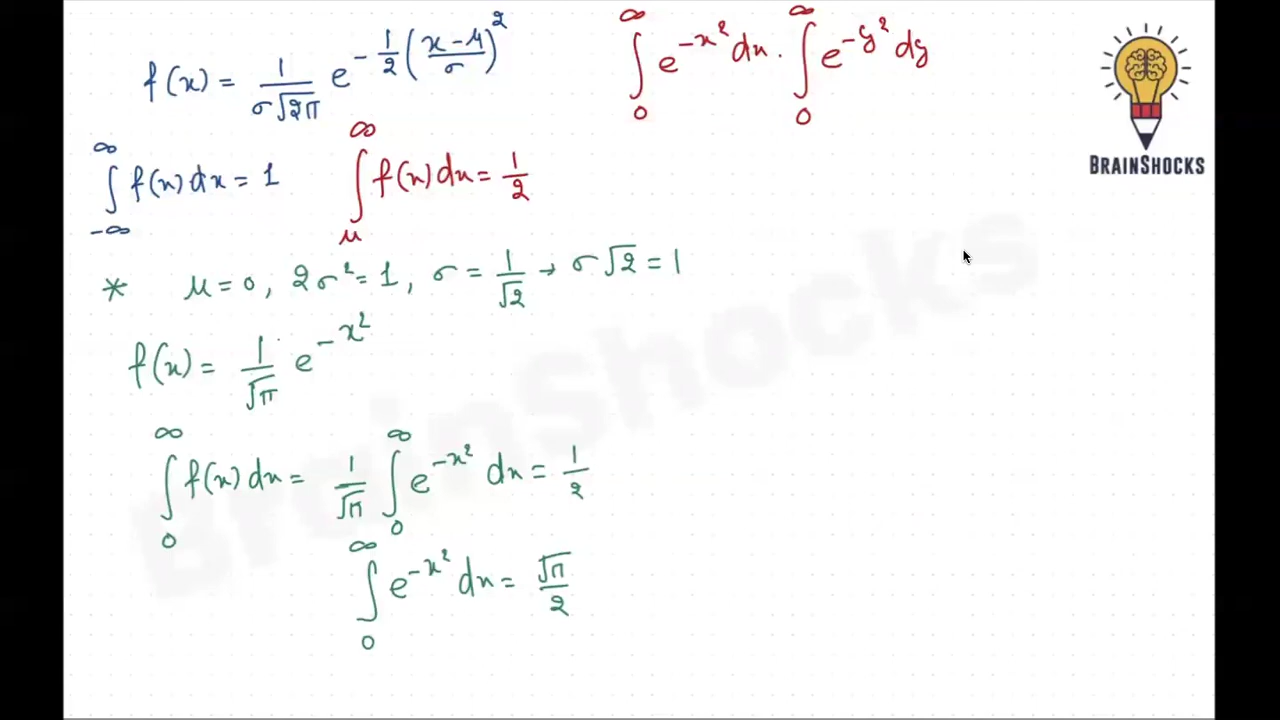 f(x) = 1/(σ√2π) e^(-1/2((x-μ)/σ)^2)
∫_0^∞ e^(-x^2) dx · ∫_0^∞ e^(-y^2) dy
BRAINSHOCKS
∫_(-∞)^∞ f(x) dx = 1
∫_μ^∞ f(x) dx = 1/2
* μ = 0, 2σ^2 = 1, σ = 1/√2 → σ√2 = 1
f(x) = 1/√π e^(-x^2)
∫_0^∞ f(x) dx = 1/√π ∫_0^∞ e^(-x^2) dx = 1/2
∫_0^∞ e^(-x^2) dx = √π/2
BrainShocks